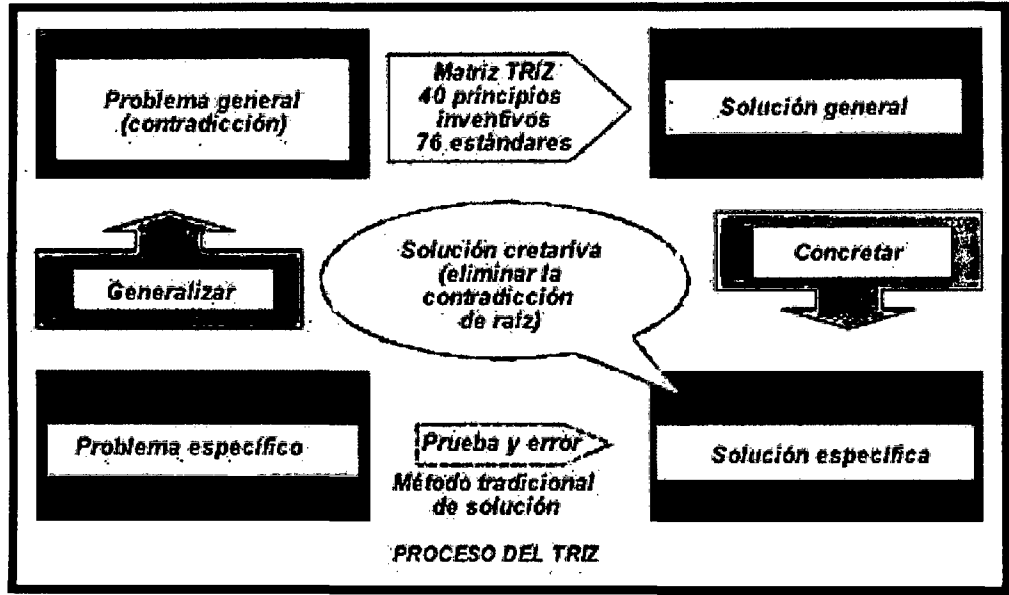 Problema general
(contradicción)
Matriz TRIZ
40 principios
inventivos
76 estándares
Solución general
Generalizar
Solución cretariva
(eliminar la
contradicción
de raíz)
Concretar
Problema específico
Prueba y error
Método tradicional
de solución
Solución específica
PROCESO DEL TRIZ